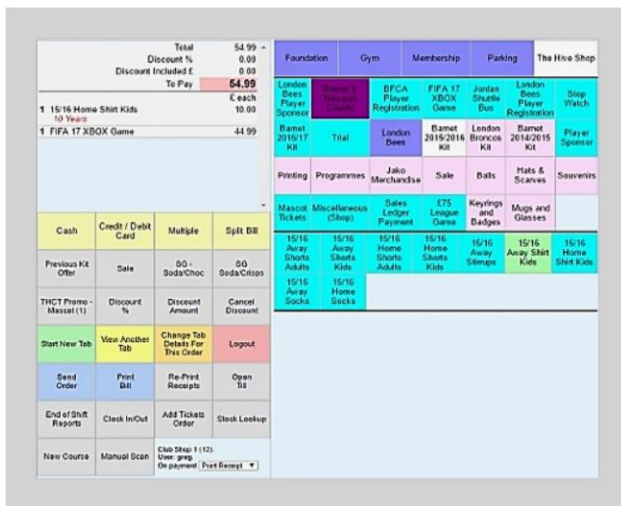 Total 54.99
Discount % 0.00
Discount Included £ 0.00
To Pay 54.99
£ each
1 15/16 Home Shirt Kids 10.00
10 Years
1 FIFA 17 XBOX Game 44.99
Cash
Credit / Debit Card
Multiple
Split Bill
Previous Kit Offer
Sale
SG - Soda/Choc
SG Soda/Crisps
THCT Promo - Mascot (1)
Discount %
Discount Amount
Cancel Discount
Start New Tab
View Another Tab
Change Tab Details For This Order
Logout
Send Order
Print Bill
Re-Print Receipts
Open Till
End of Shift Reports
Clock In/Out
Add Tickets Order
Stock Lookup
New Course
Manual Scan
Club Shop 1 (12).
User: greg.
On payment Print Receipt
Foundation
Gym
Membership
Parking
The Hive Shop
London Bees Player Sponsor
Barnet v Newport County
BFCA Player Registration
FIFA 17 XBOX Game
Jordan Shuttle Bus
London Bees Player Registration
Stop Watch
Barnet 2016/17 Kit
Trial
London Bees
Barnet 2015/2016 Kit
London Broncos Kit
Barnet 2014/2015 Kit
Player Sponsor
Printing
Programmes
Jako Merchandise
Sale
Balls
Hats & Scarves
Souvenirs
Mascot Tickets
Miscellaneous (Shop)
Sales Ledger Payment
£75 League Game
Keyrings and Badges
Mugs and Glasses
15/16 Away Shorts Adults
15/16 Away Shorts Kids
15/16 Home Shorts Adults
15/16 Home Shorts Kids
15/16 Away Stirrups
15/16 Away Shirt Kids
15/16 Home Shirt Kids
15/16 Away Socks
15/16 Home Socks